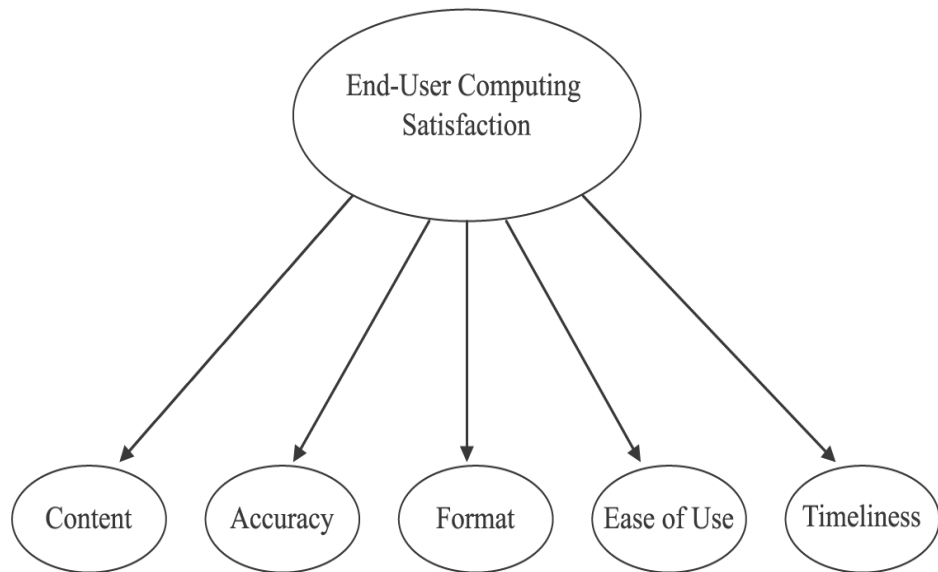 End-User Computing
Satisfaction
Content
Accuracy
Format
Ease of Use
Timeliness